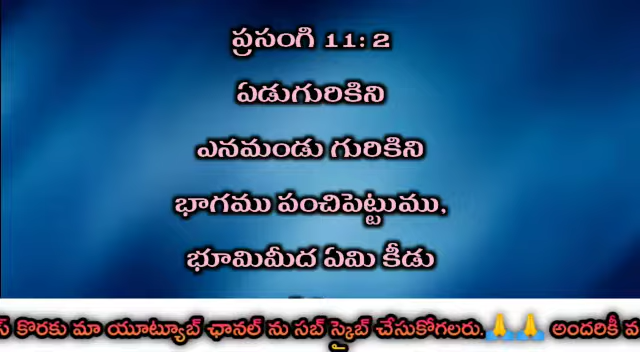 ప్రసంగి 11: 2
ఏడుగురికిని
ఎనమండు గురికిని
భాగము పంచిపెట్టుము,
భూమిమీద ఏమి కీడు
కొరకు మా యూట్యూబ్ ఛానల్ ను సబ్ స్క్రైబ్ చేసుకోగలరు.🙏🙏 అందరికీ